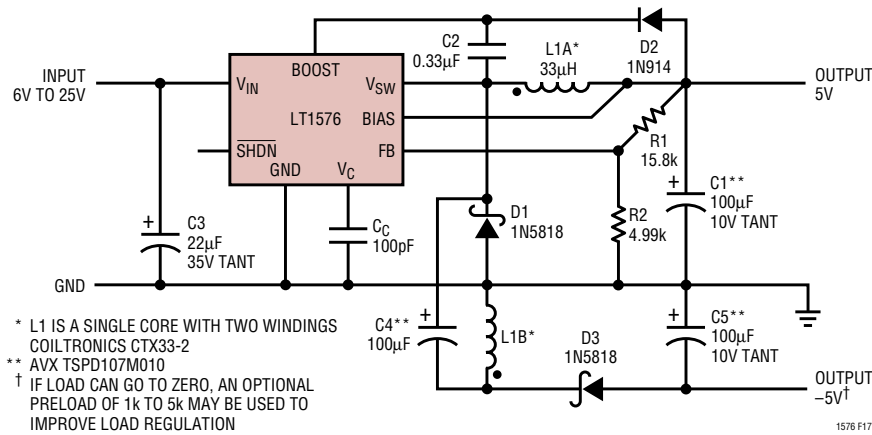 C2
0.33µF
L1A*
33µH
D2
1N914
INPUT
6V TO 25V
BOOST
V_IN
V_SW
OUTPUT
5V
LT1576
BIAS
R1
15.8k
SHDN
FB
GND
V_C
C3
22µF
35V TANT
+
C_C
100pF
D1
1N5818
R2
4.99k
+
C1**
100µF
10V TANT
GND
* L1 IS A SINGLE CORE WITH TWO WINDINGS
COILTRONICS CTX33-2
** AVX TSPD107M010
† IF LOAD CAN GO TO ZERO, AN OPTIONAL
PRELOAD OF 1k TO 5k MAY BE USED TO
IMPROVE LOAD REGULATION
C4**
100µF
+
L1B*
D3
1N5818
+
C5**
100µF
10V TANT
OUTPUT
–5V†
1576 F17